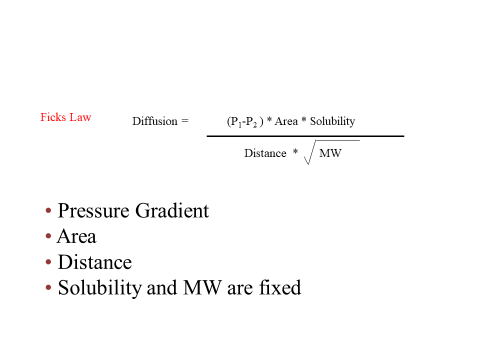 Ficks Law Diffusion = (P1-P2 ) * Area * Solubility
Distance * √MW
• Pressure Gradient
• Area
• Distance
• Solubility and MW are fixed